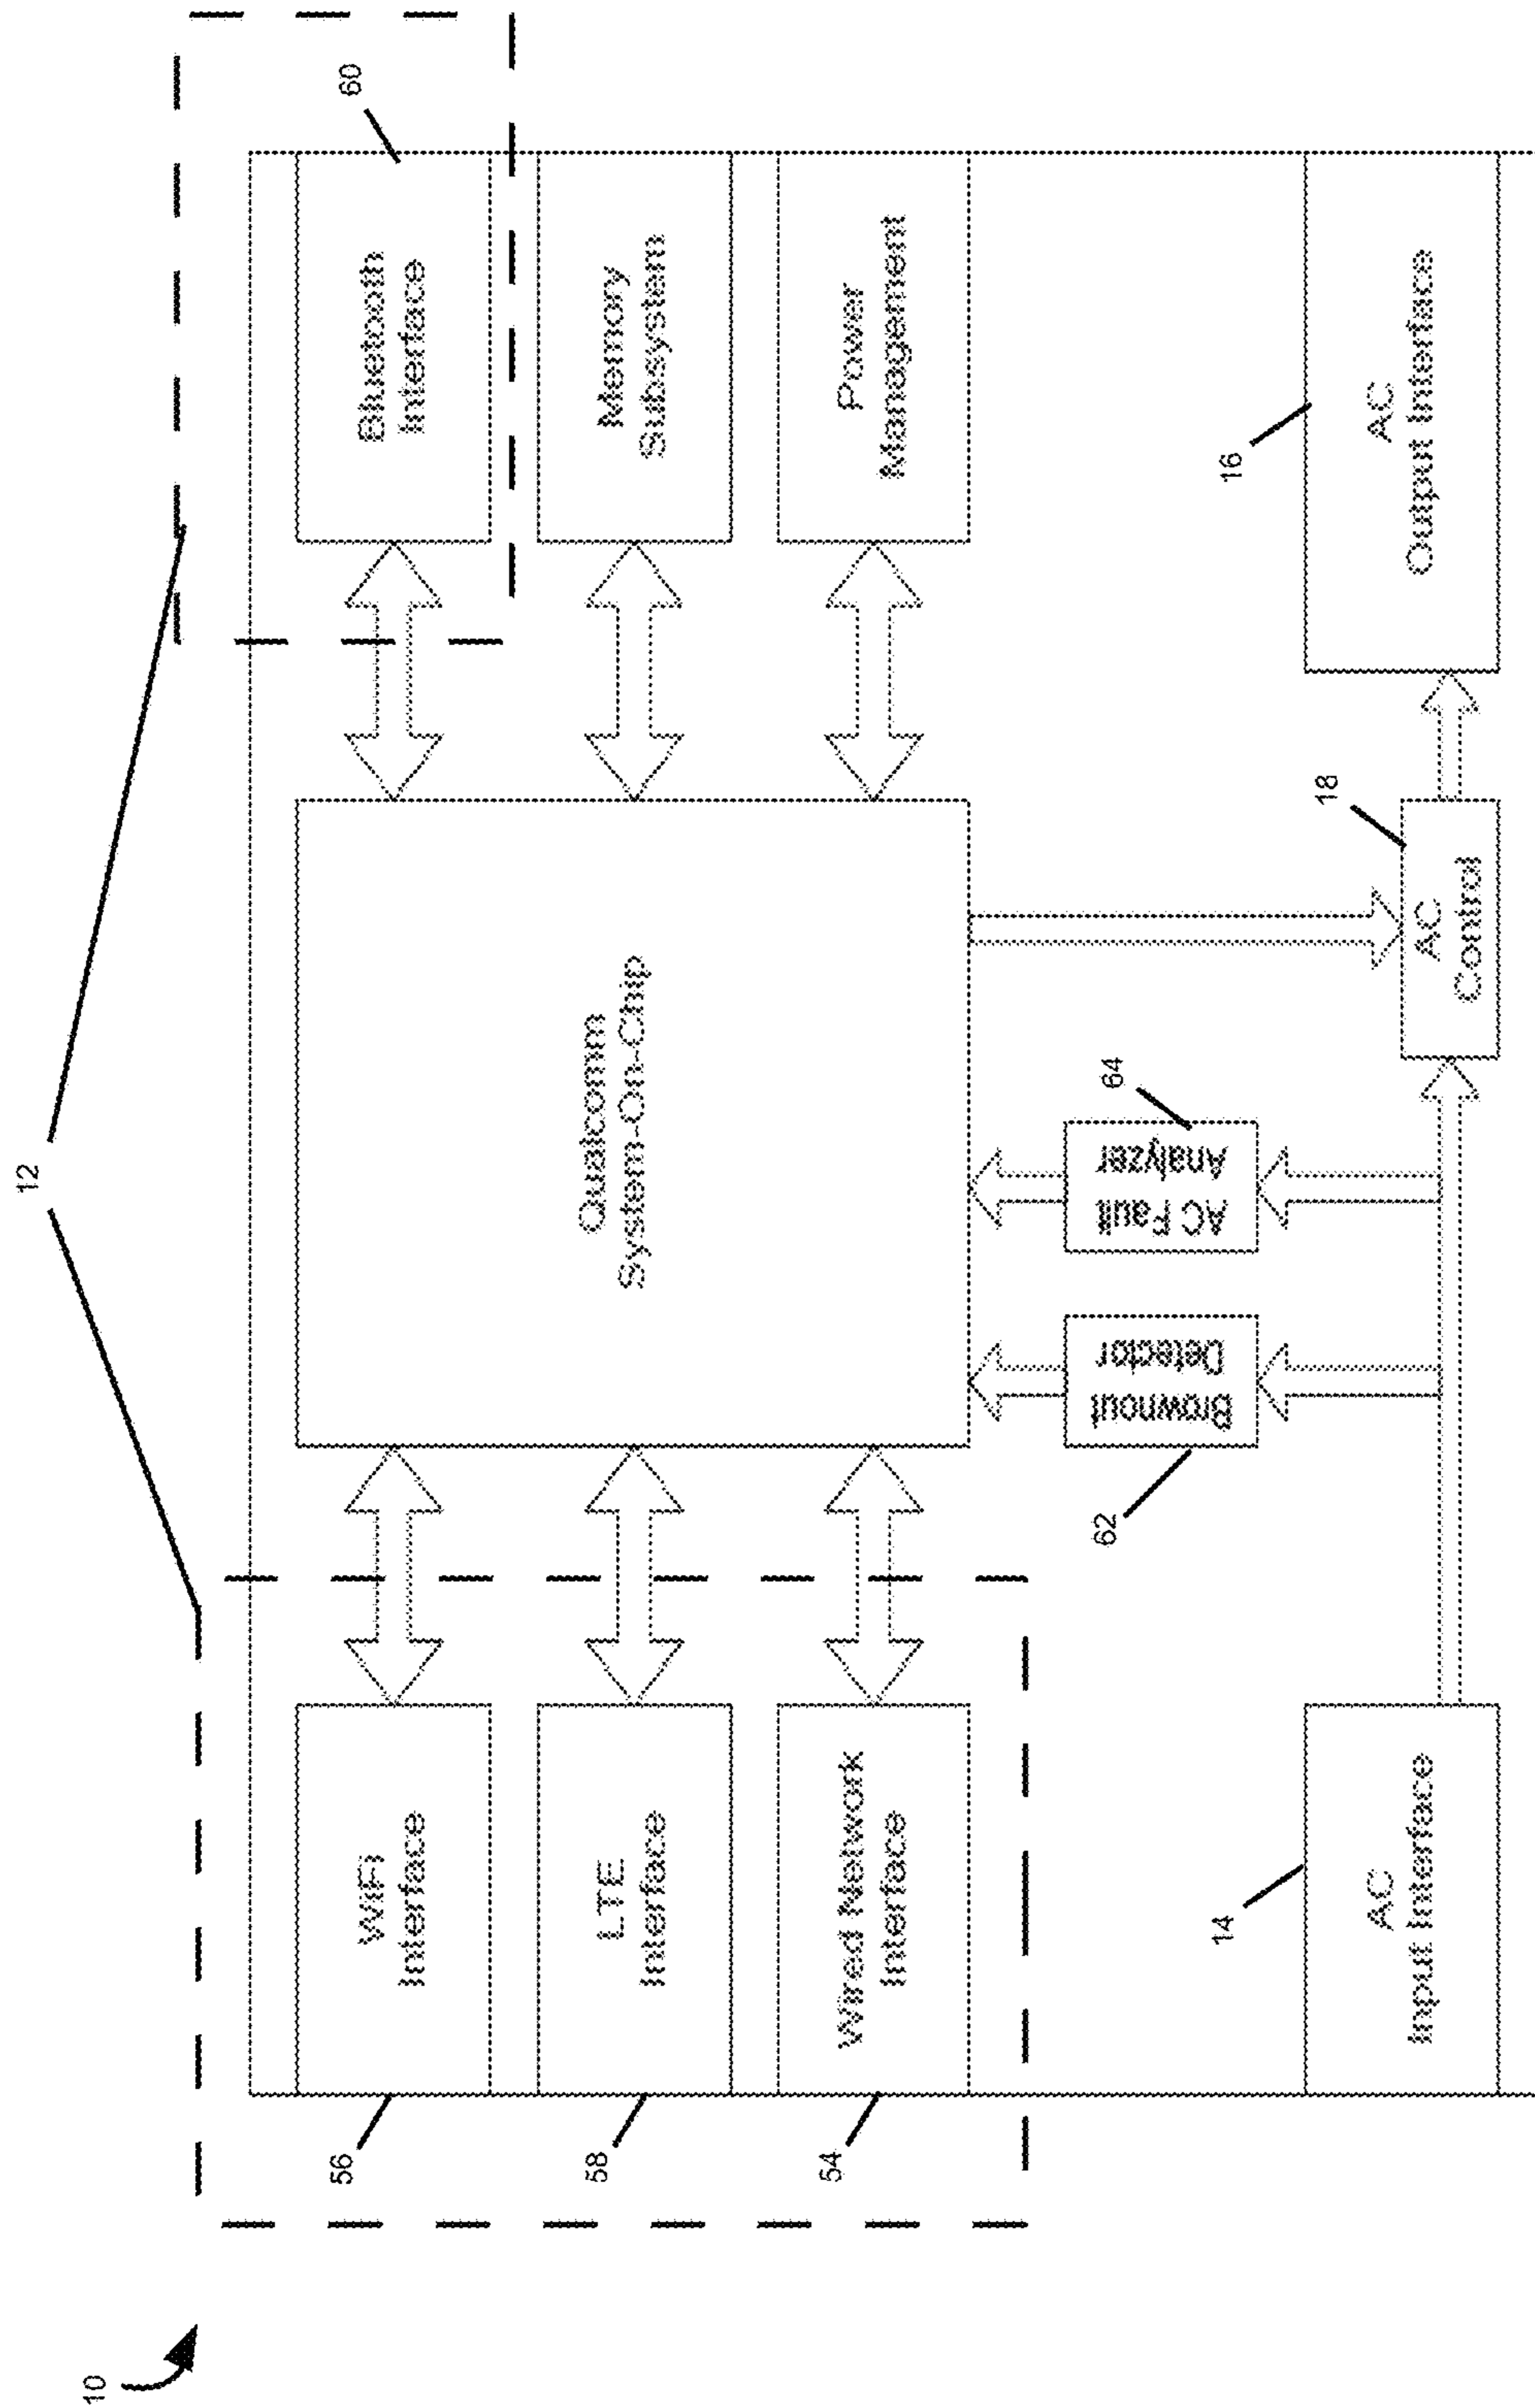 10
12
56
WiFi
Interface
58
LTE
Interface
54
Wired Network
Interface
Qualcomm
System-On-Chip
60
Bluetooth
Interface
Memory
Subsystem
Power
Management
62
Brownout
Detector
64
AC Fault
Analyzer
14
AC
Input Interface
18
AC
Control
16
AC
Output Interface